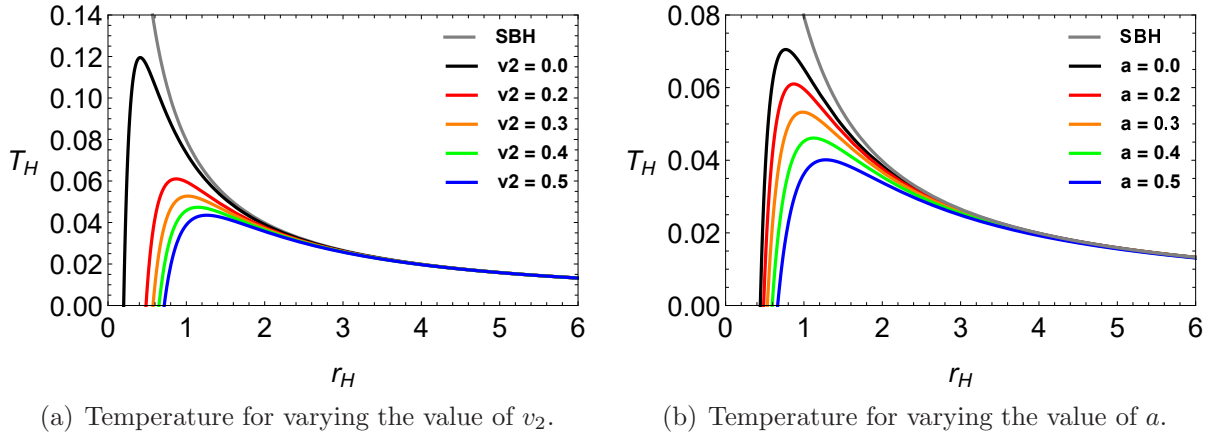 0.14
0.12
0.10
0.08
0.06
0.04
0.02
0.00
T_H
0 1 2 3 4 5 6
r_H
SBH
v2 = 0.0
v2 = 0.2
v2 = 0.3
v2 = 0.4
v2 = 0.5
(a) Temperature for varying the value of v₂.
0.08
0.06
0.04
0.02
0.00
T_H
0 1 2 3 4 5 6
r_H
SBH
a = 0.0
a = 0.2
a = 0.3
a = 0.4
a = 0.5
(b) Temperature for varying the value of a.